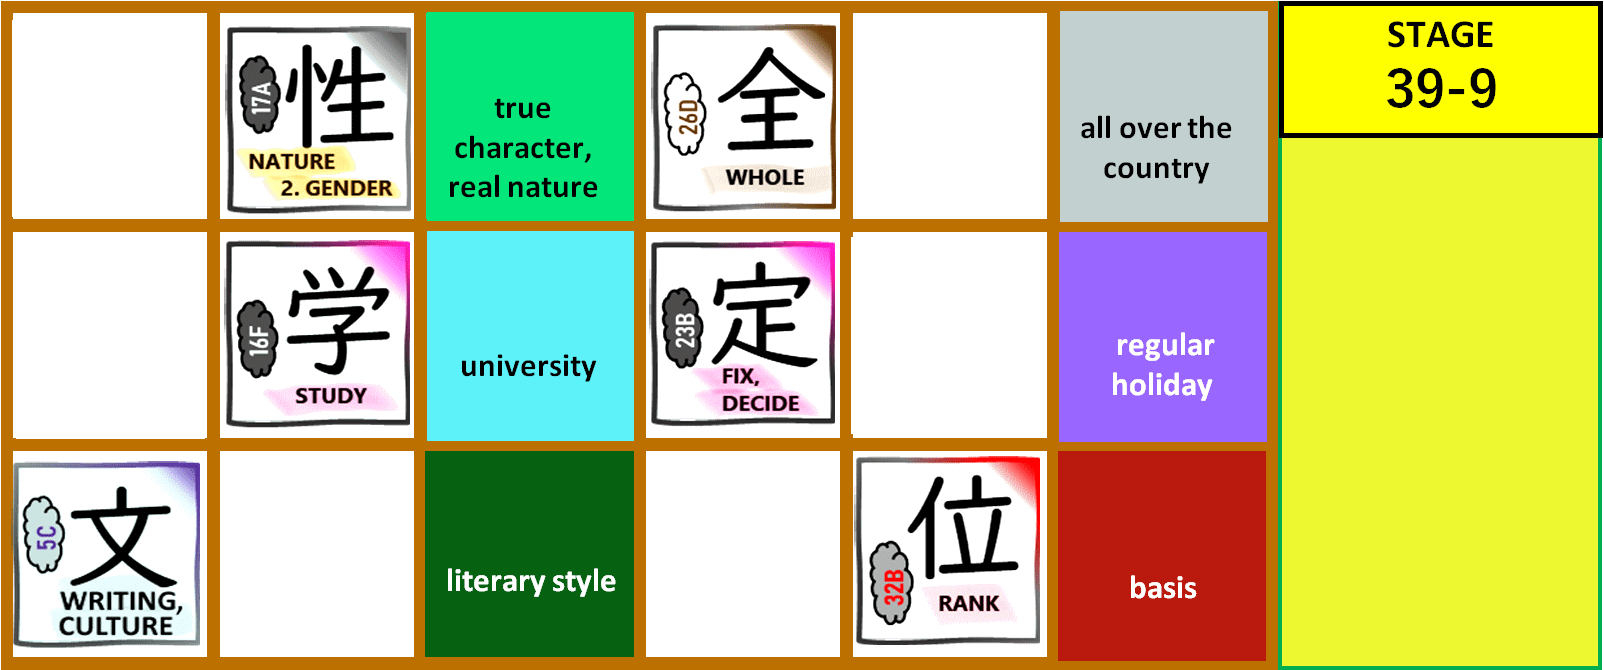 17A
性
NATURE
2. GENDER
true
character,
real nature
26D
全
WHOLE
all over the
country
STAGE
39-9
16F
学
STUDY
university
23B
定
FIX,
DECIDE
regular
holiday
5C
文
WRITING,
CULTURE
literary style
32B
位
RANK
basis